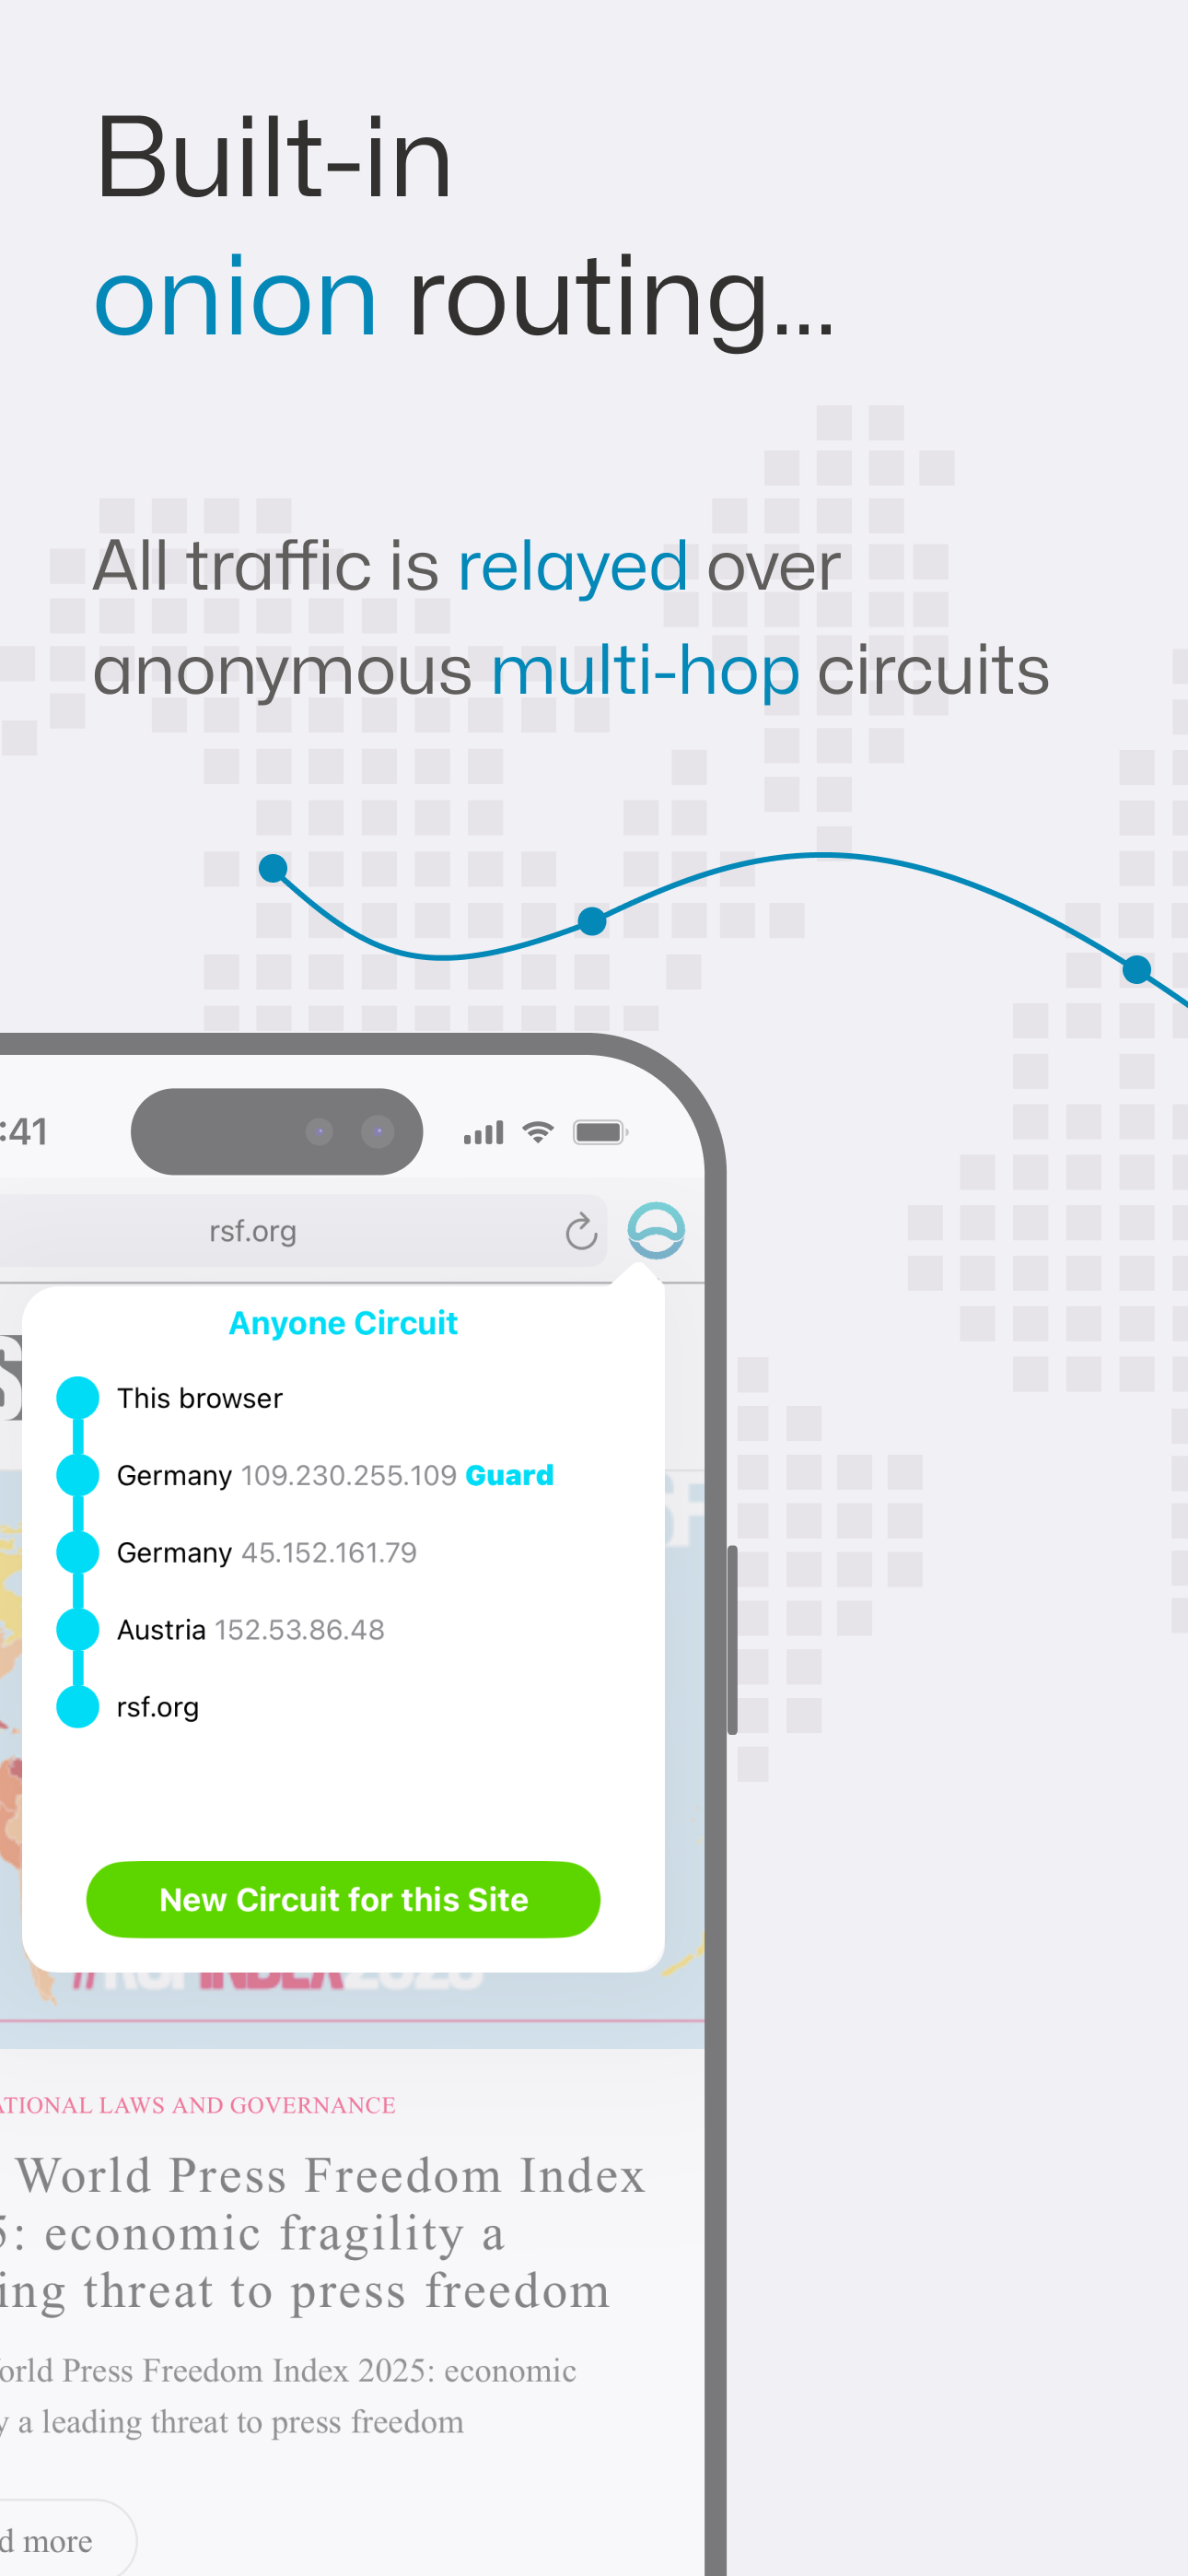 Built-in
onion routing...
All traffic is relayed over
anonymous multi-hop circuits
:41
rsf.org
Anyone Circuit
This browser
Germany 109.230.255.109 Guard
Germany 45.152.161.79
Austria 152.53.86.48
rsf.org
New Circuit for this Site
#RSFINDEX2025
ATIONAL LAWS AND GOVERNANCE
World Press Freedom Index
5: economic fragility a
ing threat to press freedom
orld Press Freedom Index 2025: economic
y a leading threat to press freedom
d more